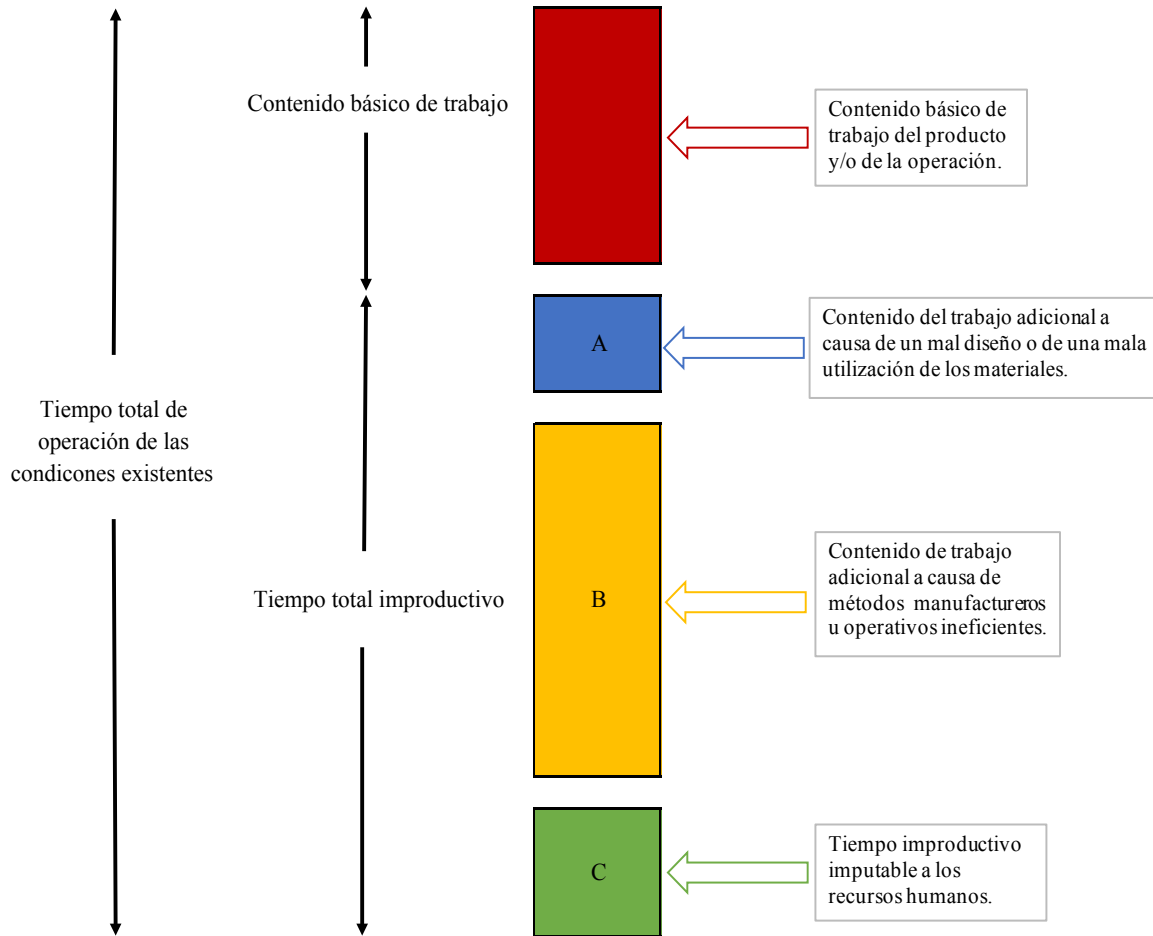 Contenido básico de trabajo
Contenido básico de
trabajo del producto
y/o de la operación.
A
Contenido del trabajo adicional a
causa de un mal diseño o de una mala
utilización de los materiales.
Tiempo total de
operación de las
condicones existentes
Tiempo total improductivo
B
Contenido de trabajo
adicional a causa de
métodos manufactureros
u operativos ineficientes.
C
Tiempo improductivo
imputable a los
recursos humanos.